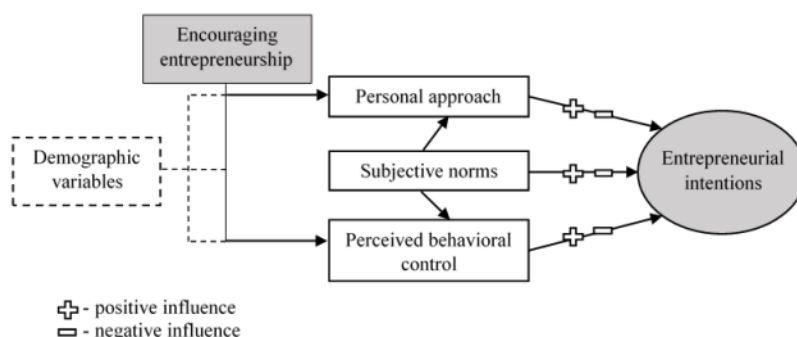 Encouraging
entrepreneurship
Personal approach
Demographic
variables
Subjective norms
Entrepreneurial
intentions
Perceived behavioral
control
- positive influence
- negative influence